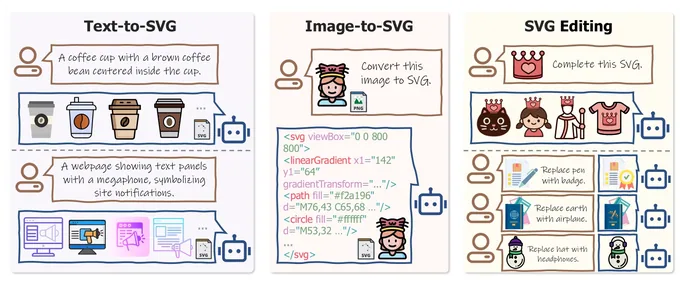 Text-to-SVG
A coffee cup with a brown coffee
bean centered inside the cup.
...
SVG
A webpage showing text panels
with a megaphone, symbolizing
site notifications.
...
SVG
Image-to-SVG
Convert this
image to SVG.
PNG
<svg viewBox="0 0 800
800">
<linearGradient x1="142"
y1="64"
gradientTransform="..."/>
<path fill="#f2a196"
d="M76,43 C65,68 ..."/>
<circle fill="#ffffff"
d="M53,32 ..."/>
...
</svg>
SVG
SVG Editing
Complete this SVG.
Replace pen
with badge.
Replace earth
with airplane.
Replace hat with
headphones.